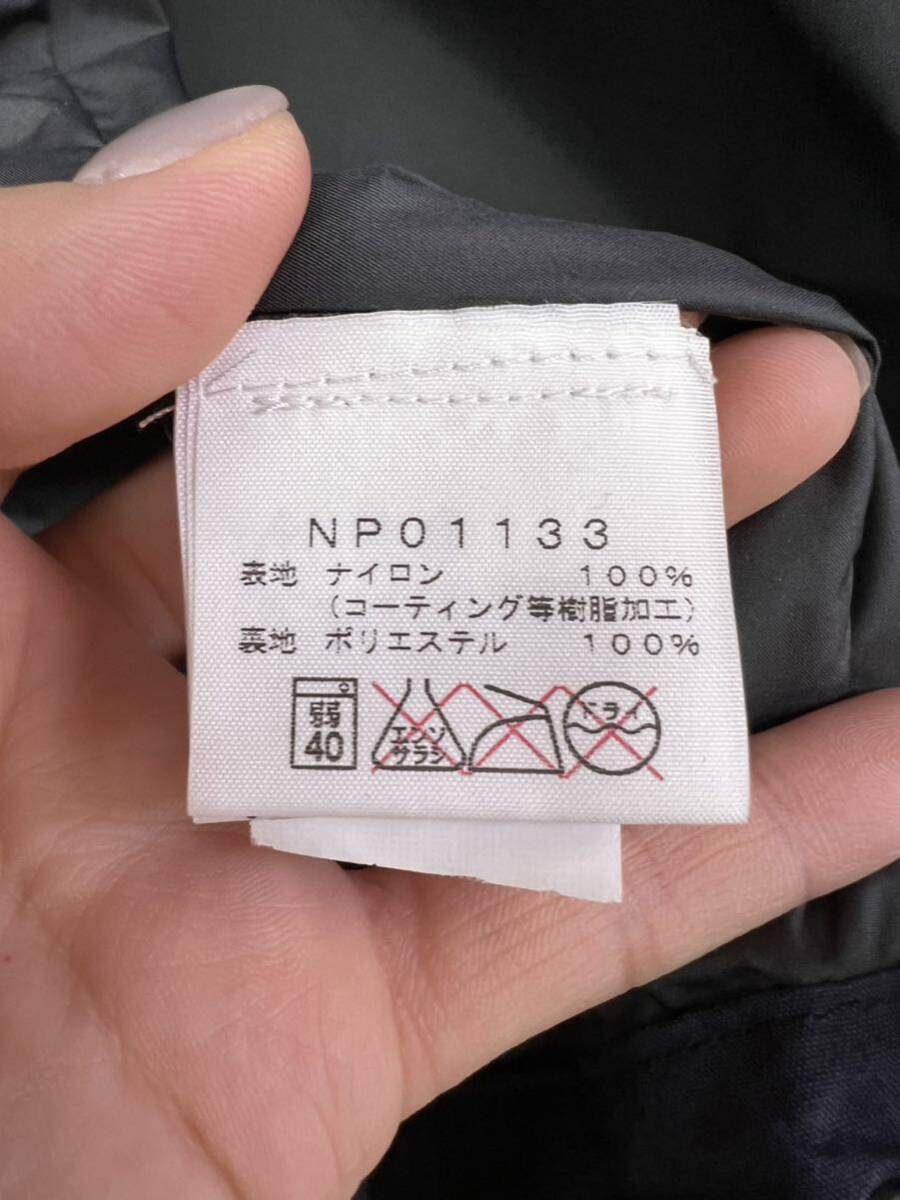 NP01133
表地 ナイロン 100%
(コーティング等樹脂加工)
裏地 ポリエステル 100%
弱 エンソ ドライ
40 サラシ